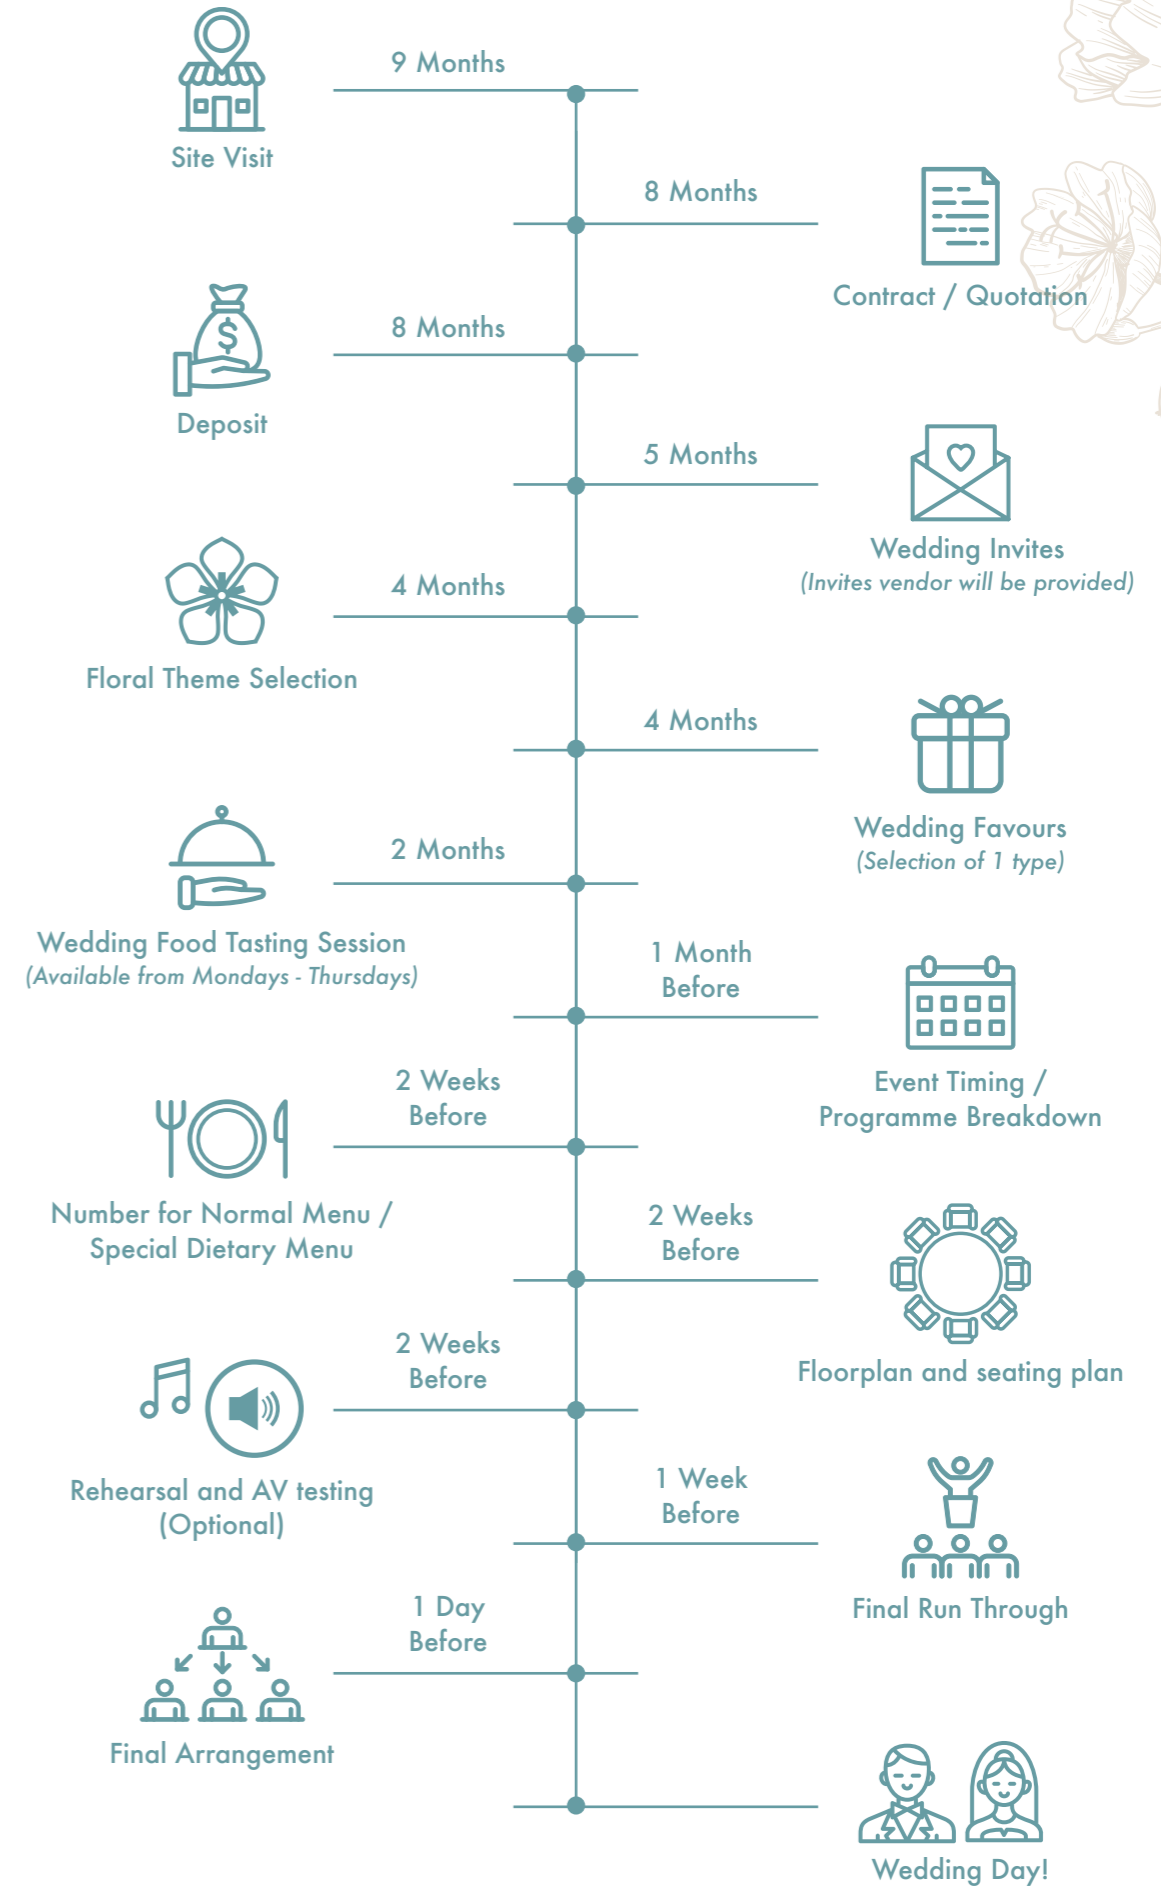 9 Months
Site Visit
8 Months
Contract / Quotation
8 Months
Deposit
5 Months
Wedding Invites
(Invites vendor will be provided)
4 Months
Floral Theme Selection
4 Months
Wedding Favours
(Selection of 1 type)
2 Months
Wedding Food Tasting Session
(Available from Mondays - Thursdays)
1 Month
Before
Event Timing /
Programme Breakdown
2 Weeks
Before
Number for Normal Menu /
Special Dietary Menu
2 Weeks
Before
Floorplan and seating plan
2 Weeks
Before
Rehearsal and AV testing
(Optional)
1 Week
Before
Final Run Through
1 Day
Before
Final Arrangement
Wedding Day!